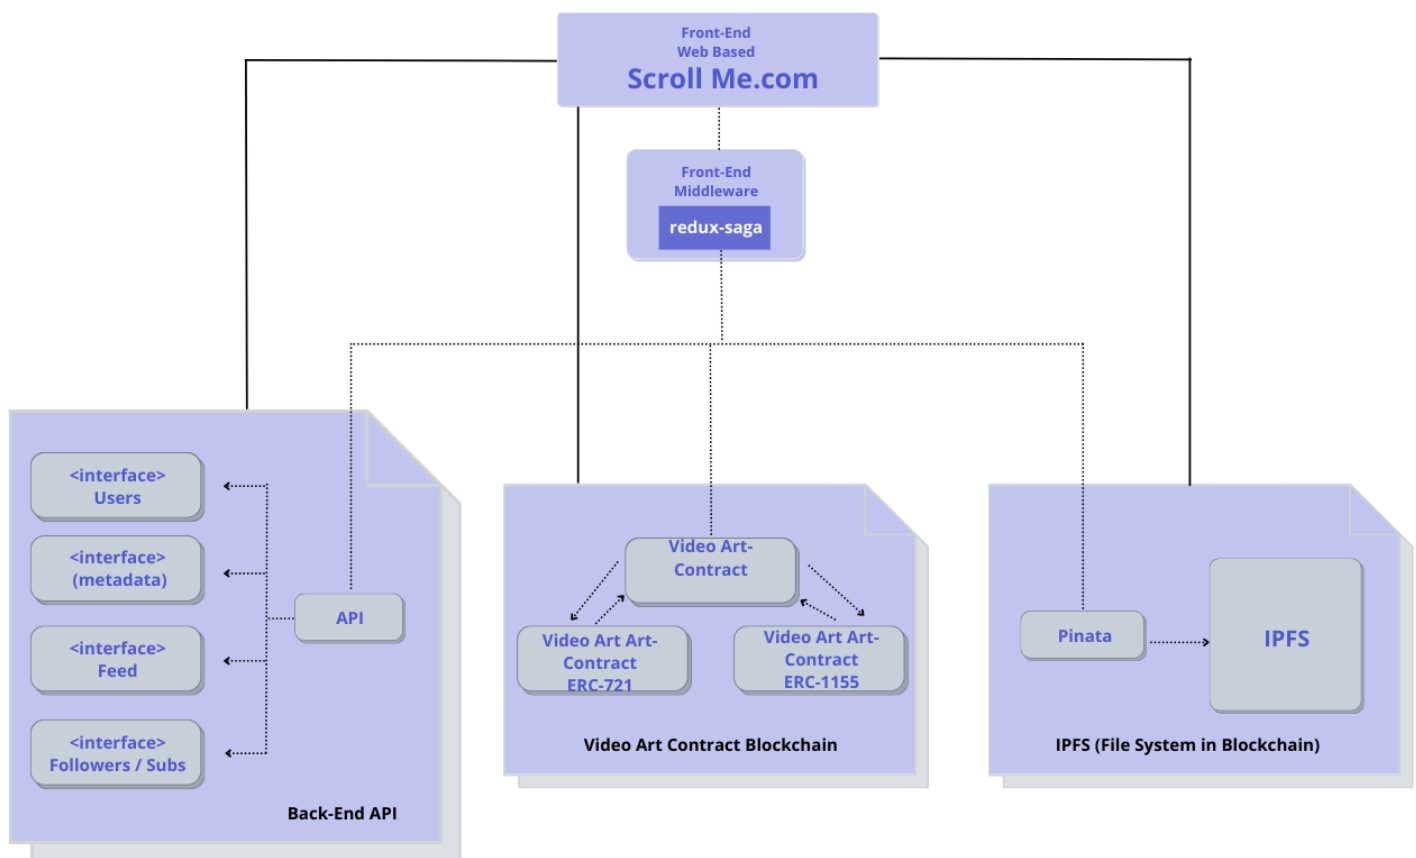 Front-End
Web Based
Scroll Me.com
Front-End
Middleware
redux-saga
<interface>
Users
<interface>
(metadata)
<interface>
Feed
<interface>
Followers / Subs
API
Back-End API
Video Art-
Contract
Video Art Art-
Contract
ERC-721
Video Art Art-
Contract
ERC-1155
Video Art Contract Blockchain
Pinata
IPFS
IPFS (File System in Blockchain)